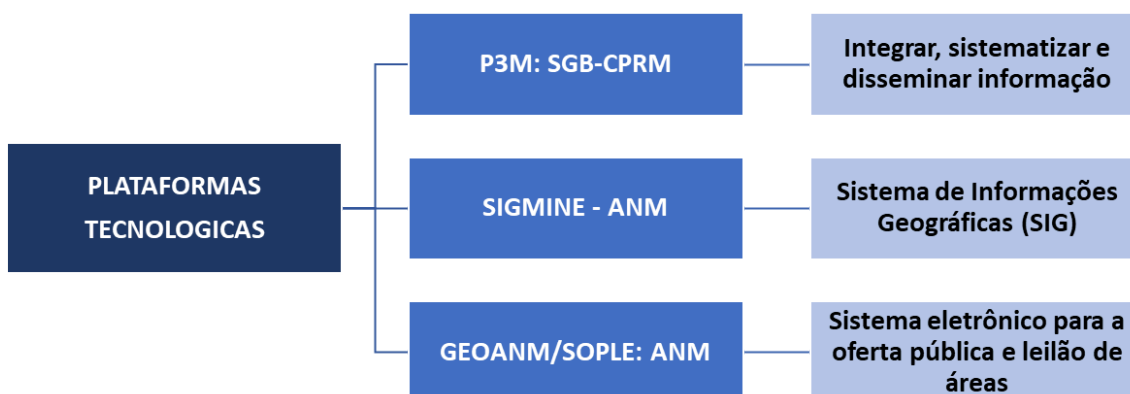 PLATAFORMAS
TECNOLOGICAS
P3M: SGB-CPRM
Integrar, sistematizar e
disseminar informação
SIGMINE - ANM
Sistema de Informações
Geográficas (SIG)
GEOANM/SOPLE: ANM
Sistema eletrônico para a
oferta pública e leilão de
áreas